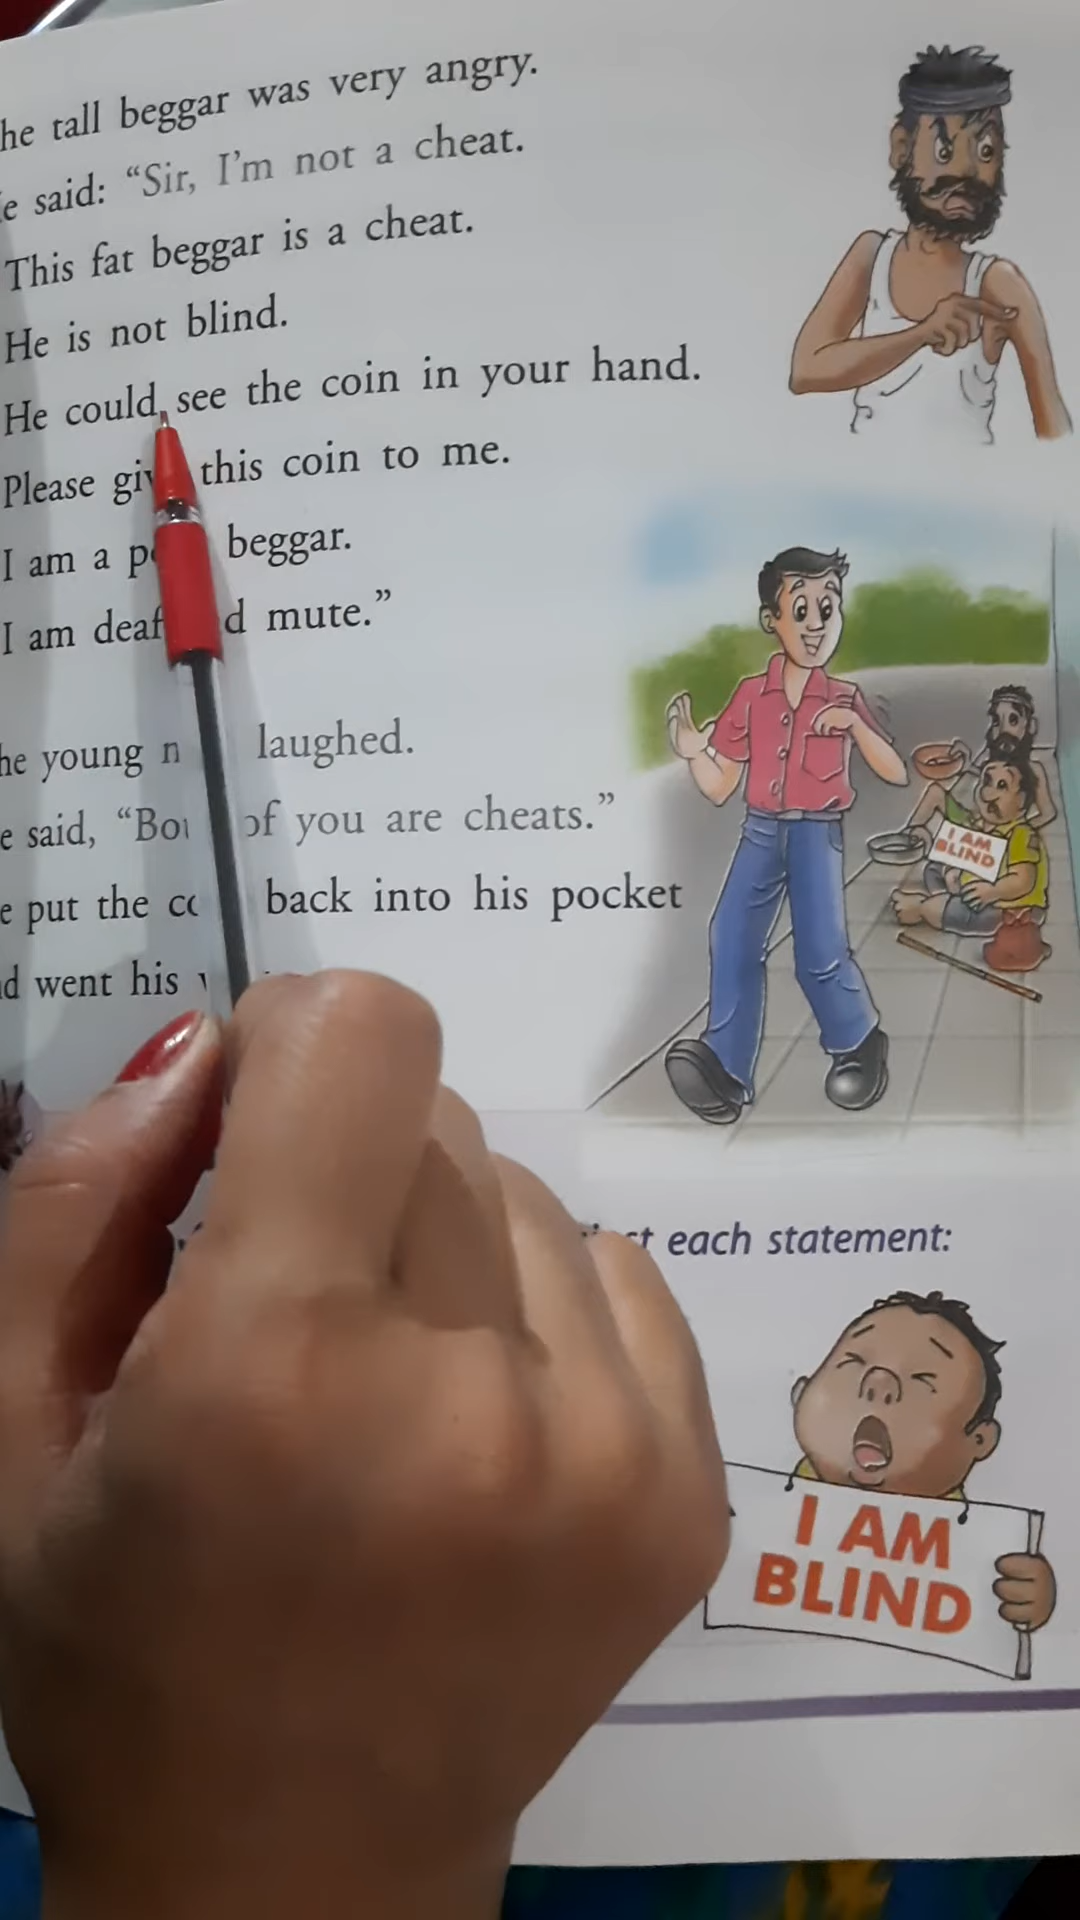 he tall beggar was very angry.
e said: “Sir, I’m not a cheat.
This fat beggar is a cheat.
He is not blind.
He could see the coin in your hand.
Please this coin to me.
I am a beggar.
I am deaf mute.”
he young laughed.
e said, “ of you are cheats.”
e put the back into his pocket
d went his
I AM
BLIND
each statement:
I AM
BLIND